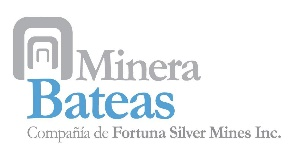 Minera
Bateas
Compañía de Fortuna Silver Mines Inc.